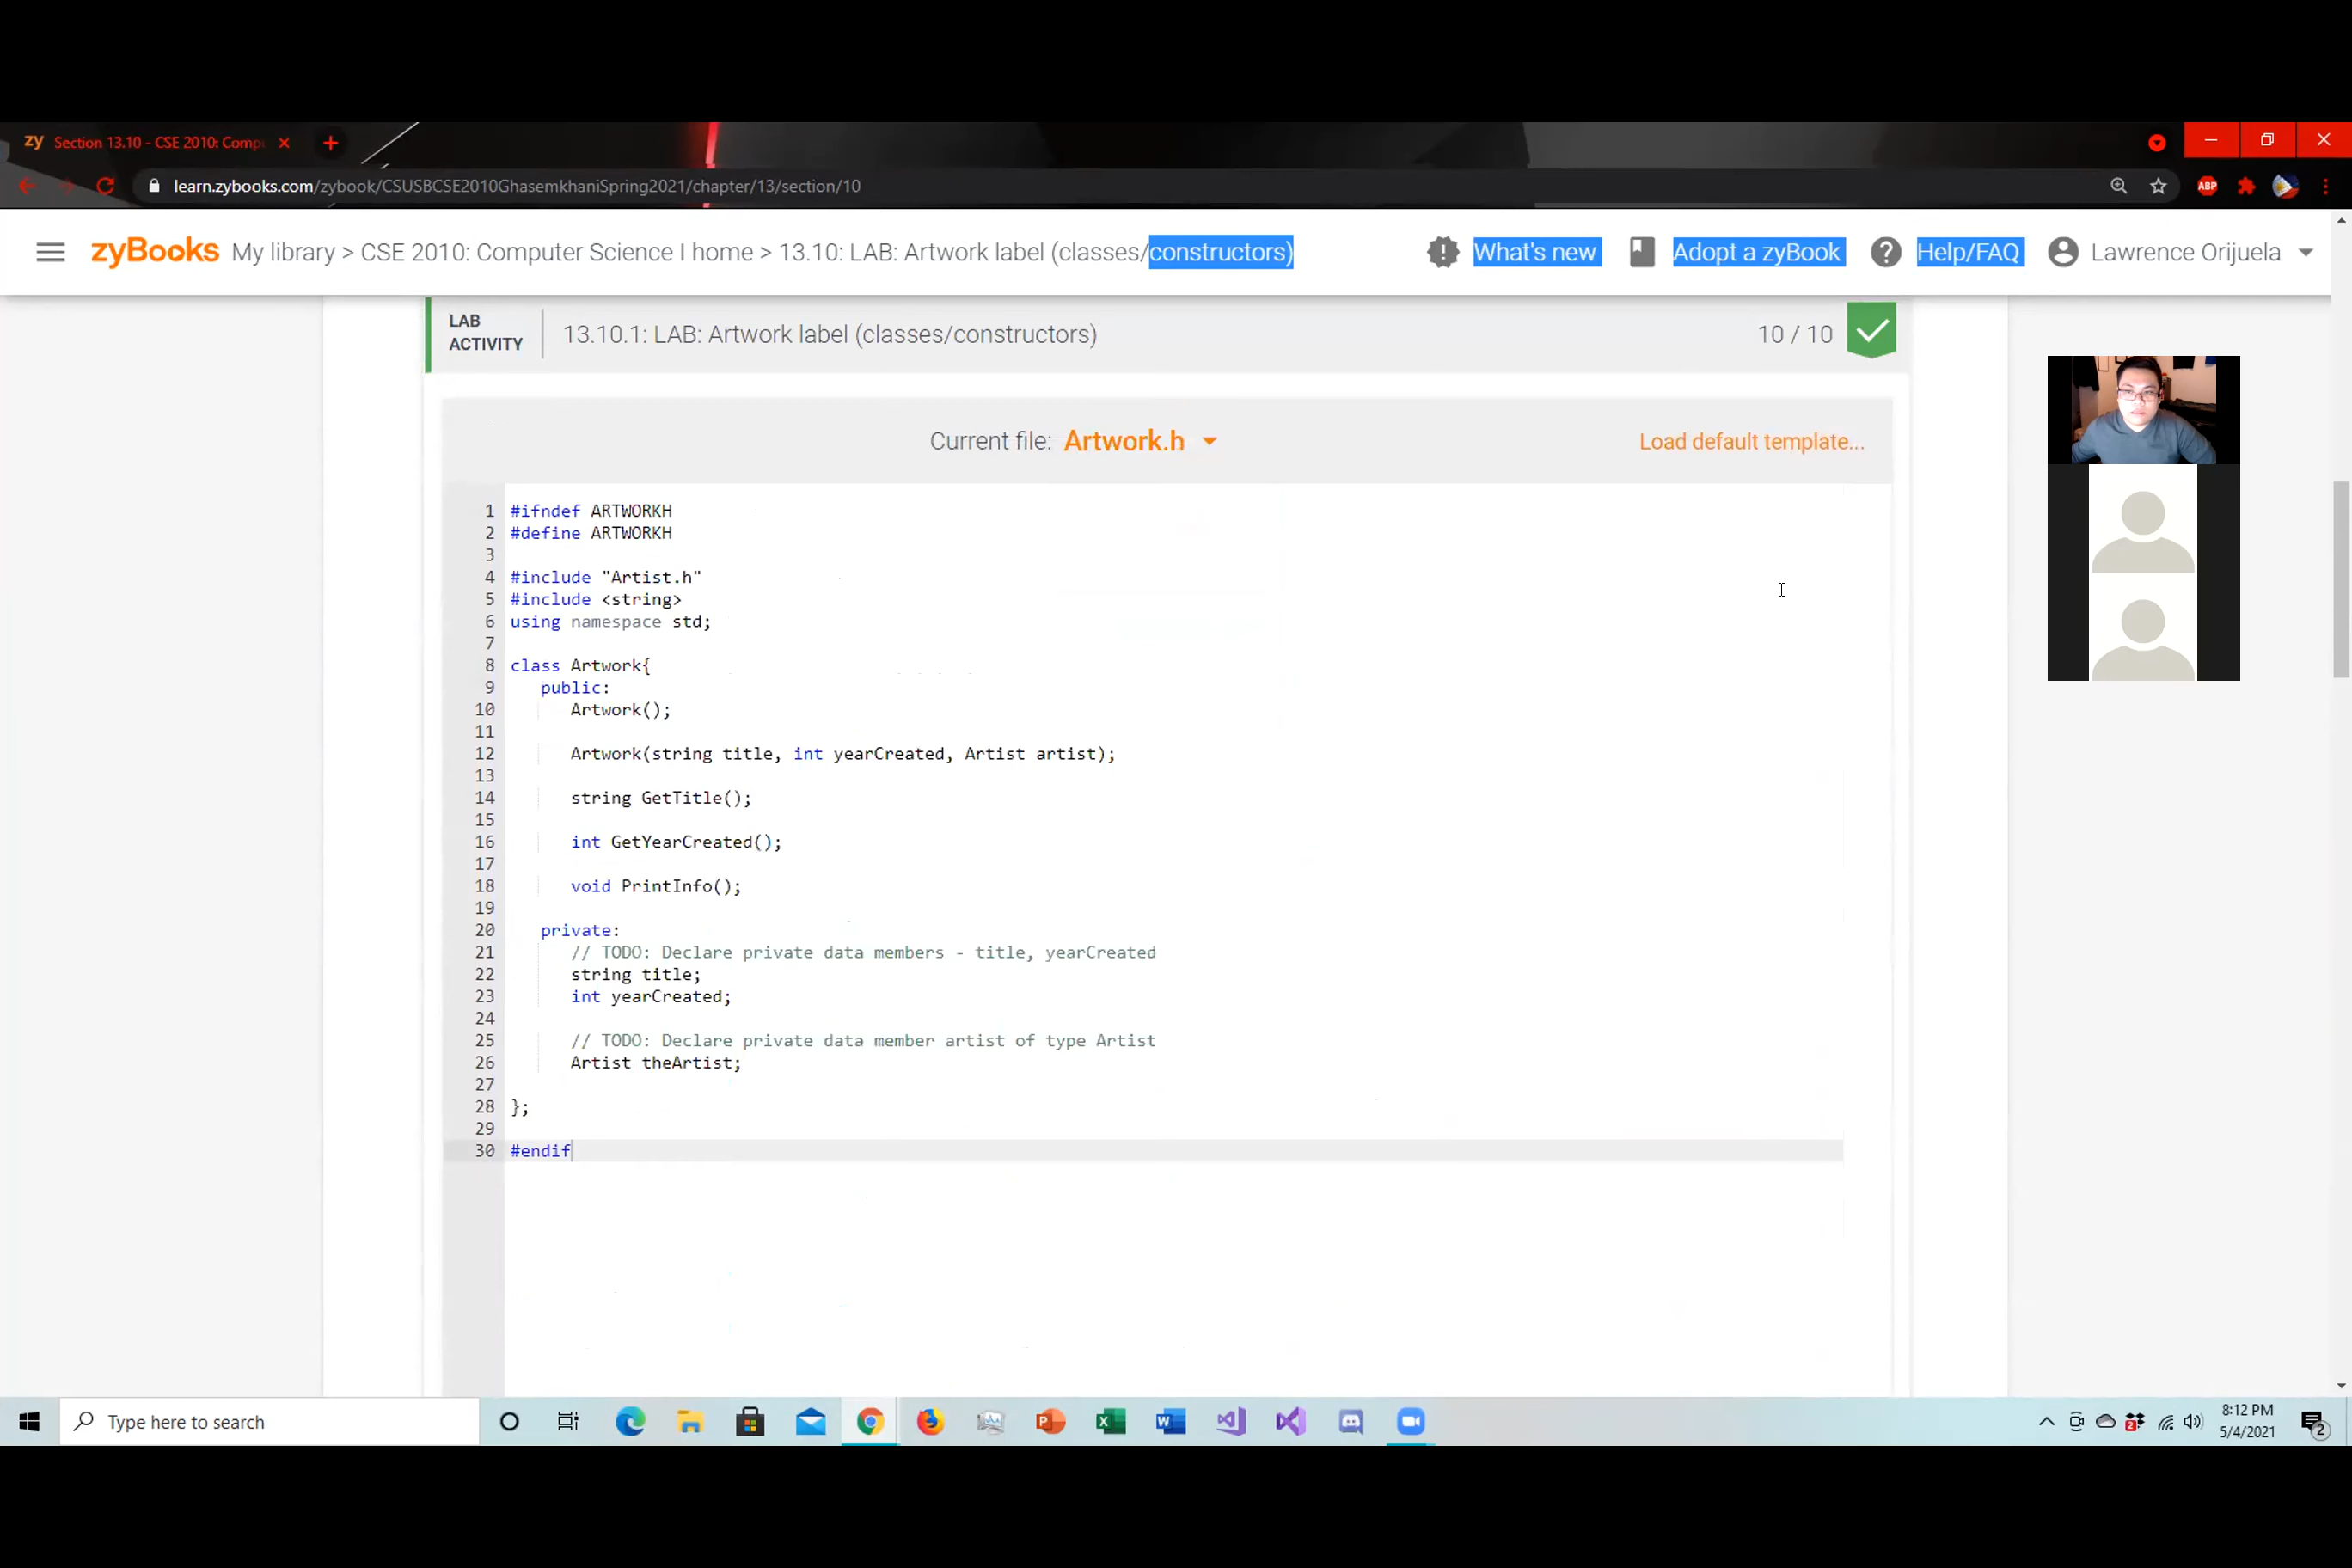 zy Section 13.10 - CSE 2010: Comp
learn.zybooks.com/zybook/CSUSBCSE2010GhasemkhaniSpring2021/chapter/13/section/10
ABP
zyBooks My library > CSE 2010: Computer Science I home > 13.10: LAB: Artwork label (classes/constructors)
What's new
Adopt a zyBook
Help/FAQ
Lawrence Orijuela
LAB
ACTIVITY
13.10.1: LAB: Artwork label (classes/constructors)
10 / 10
Current file: Artwork.h
Load default template...
1 #ifndef ARTWORKH
2 #define ARTWORKH
3
4 #include "Artist.h"
5 #include <string>
6 using namespace std;
7
8 class Artwork{
9 public:
10 Artwork();
11
12 Artwork(string title, int yearCreated, Artist artist);
13
14 string GetTitle();
15
16 int GetYearCreated();
17
18 void PrintInfo();
19
20 private:
21 // TODO: Declare private data members - title, yearCreated
22 string title;
23 int yearCreated;
24
25 // TODO: Declare private data member artist of type Artist
26 Artist theArtist;
27
28 };
29
30 #endif
Type here to search
8:12 PM
5/4/2021
2